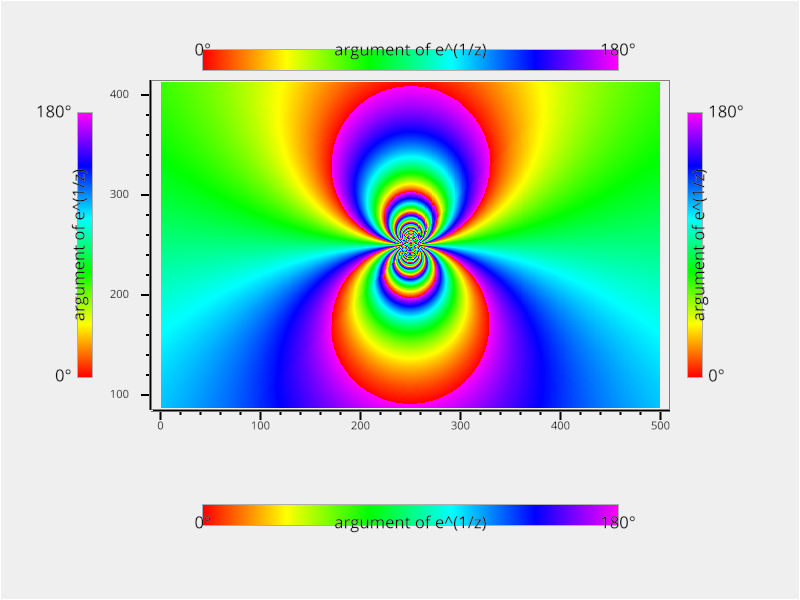 0° argument of e^(1/z) 180°
180°
argument of e^(1/z)
0°
400
300
200
100
0 100 200 300 400 500
180°
argument of e^(1/z)
0°
0° argument of e^(1/z) 180°